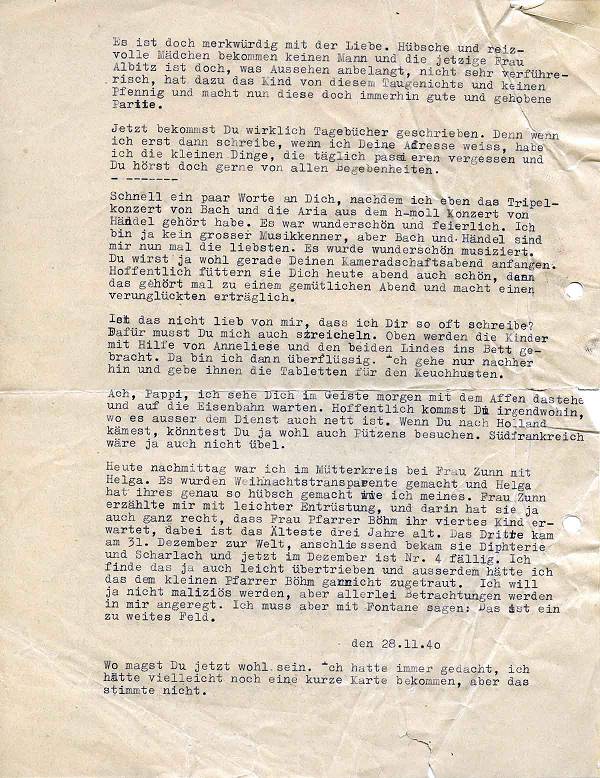 Es ist doch merkwürdig mit der Liebe. Hübsche und reiz-
volle Mädchen bekommen keinen Mann und die jetzige Frau
Albitz ist doch, was Aussehen anbelangt, nicht sehr verführe-
risch, hat dazu das Kind von diesem Taugenichts und keinen
Pfennig und macht nun diese doch immerhin gute und gehobene
Partie.
Jetzt bekommst Du wirklich Tagebücher geschrieben. Denn wenn
ich erst dann schreibe, wenn ich Deine Adresse weiss, habe
ich die kleinen Dinge, die täglich passieren vergessen und
Du hörst doch gerne von allen Begebenheiten.
- - - - - - - - -
Schnell ein paar Worte an Dich, nachdem ich eben das Tripel-
konzert von Bach und die Aria aus dem h-moll Konzert von
Händel gehört habe. Es war wunderschön und feierlich. Ich
bin ja kein grosser Musikkenner, aber Bach und Händel sind
mir nun mal die liebsten. Es wurde wunderschön musiziert.
Du wirst ja wohl gerade Deinen Kameradschaftsabend anfangen.
Hoffentlich füttern sie Dich heute abend auch schön, dann
das gehört mal zu einem gemütlichen Abend und macht einen
verunglückten erträglich.
Ist das nicht lieb von mir, dass ich Dir so oft schreibe?
Dafür musst Du mich auch streicheln. Oben werden die Kinder
mit Hilfe von Anneliese und den beiden Lindes ins Bett ge-
bracht. Da bin ich dann überflüssig. Ich gehe nur nachher
hin und gebe ihnen die Tabletten für den Keuchhusten.
Ach, Pappi, ich sehe Dich im Geiste morgen mit dem Affen dastehe
und auf die Eisenbahn warten. Hoffentlich kommst Du irgendwohin,
wo es ausser dem Dienst auch nett ist. Wenn Du nach Holland
kämest, könntest Du ja wohl auch Pützens besuchen. Südfrankreich
wäre ja auch nicht übel.
Heute nachmittag war ich im Mütterkreis bei Frau Zunn mit
Helga. Es wurden Weihnachtstransparente gemacht und Helga
hat ihres genau so hübsch gemacht wie ich meines. Frau Zunn
erzählte mir mit leichter Entrüstung, und darin hat sie ja
auch ganz recht, dass Frau Pfarrer Böhm ihr viertes Kind er-
wartet, dabei ist das Älteste drei Jahre alt. Das Dritte kam
am 31. Dezember zur Welt, anschliessend bekam sie Diphterie
und Scharlach und jetzt im Dezember ist Nr. 4 fällig. Ich
finde das ja auch leicht übertrieben und ausserdem hätte ich
das dem kleinen Pfarrer Böhm garnicht zugetraut. Ich will
ja nicht maliziös werden, aber allerlei Betrachtungen werden
in mir angeregt. Ich muss aber mit Fontane sagen: Das ist ein
zu weites Feld.
den 28.11.40
Wo magst Du jetzt wohl sein. Ich hatte immer gedacht, ich
hätte vielleicht noch eine kurze Karte bekommen, aber das
stimmte nicht.